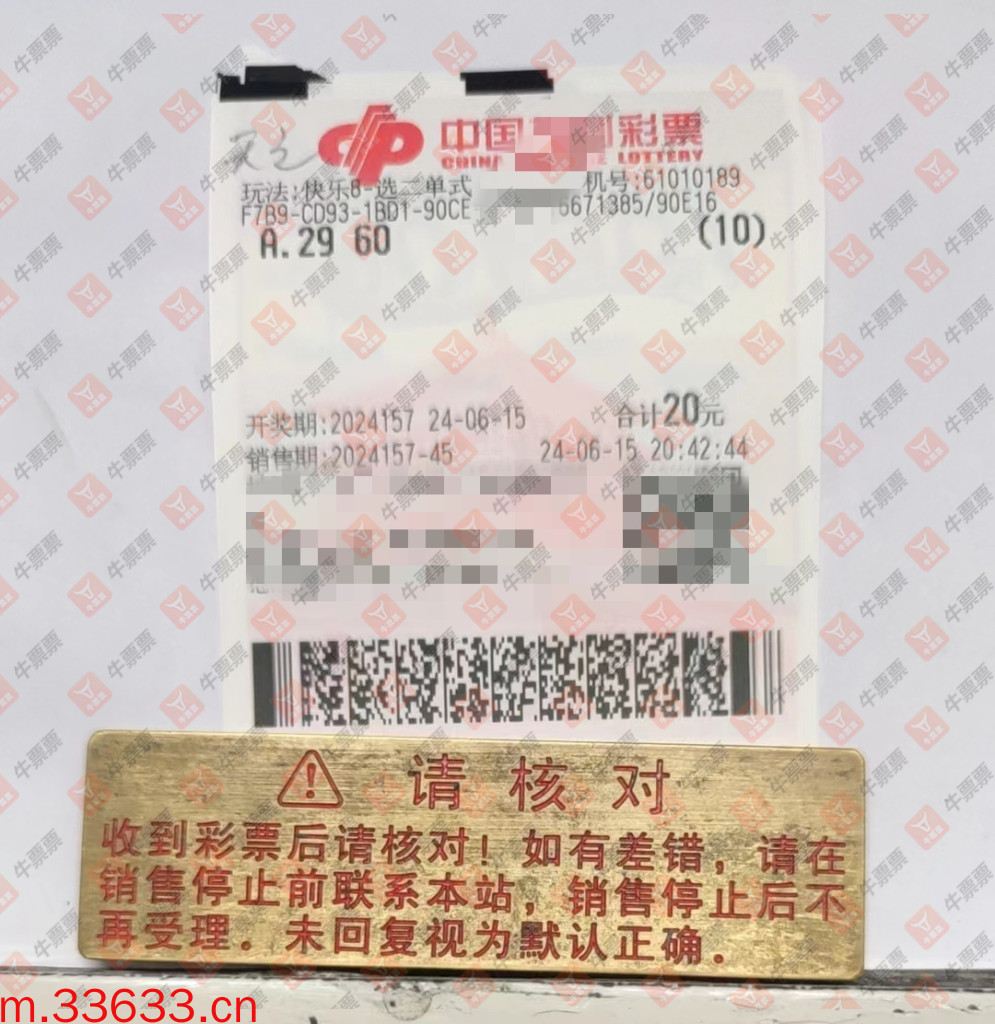 中国 彩票
CHINA LOTTERY
玩法:快乐8-选二单式 机号:61010189
F7B9-CD93-1BD1-90CE 5671385/90E16
A.29 60 (10)
开奖期:2024157 24-06-15 合计20元
销售期:2024157-45 24-06-15 20:42:44
请核对
收到彩票后请核对!如有差错,请在
销售停止前联系本站,销售停止后不
再受理。未回复视为默认正确。
牛票票
m.33633.cn